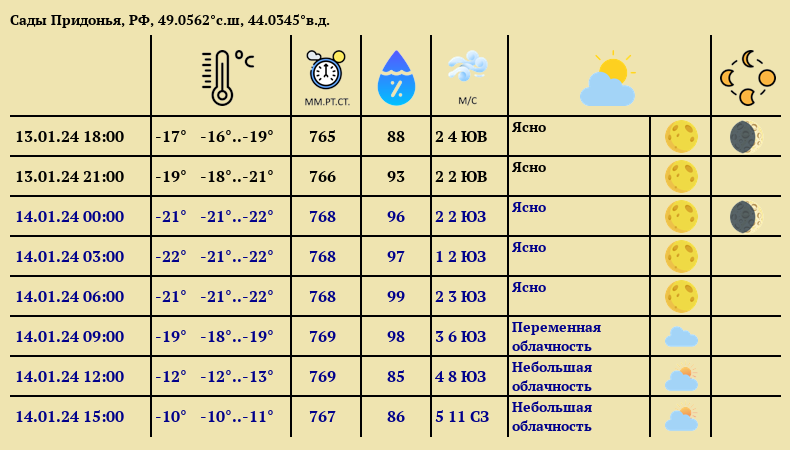 Сады Придонья, РФ, 49.0562°с.ш, 44.0345°в.д.
°C
%
ММ.РТ.СТ. М/С
13.01.24 18:00 -17° -16°..-19° 765 88 2 4 ЮВ Ясно
13.01.24 21:00 -19° -18°..-21° 766 93 2 2 ЮВ Ясно
14.01.24 00:00 -21° -21°..-22° 768 96 2 2 ЮЗ Ясно
14.01.24 03:00 -22° -21°..-22° 768 97 1 2 ЮЗ Ясно
14.01.24 06:00 -21° -21°..-22° 768 99 2 3 ЮЗ Ясно
14.01.24 09:00 -19° -18°..-19° 769 98 3 6 ЮЗ Переменная
облачность
14.01.24 12:00 -12° -12°..-13° 769 85 4 8 ЮЗ Небольшая
облачность
14.01.24 15:00 -10° -10°..-11° 767 86 5 11 СЗ Небольшая
облачность